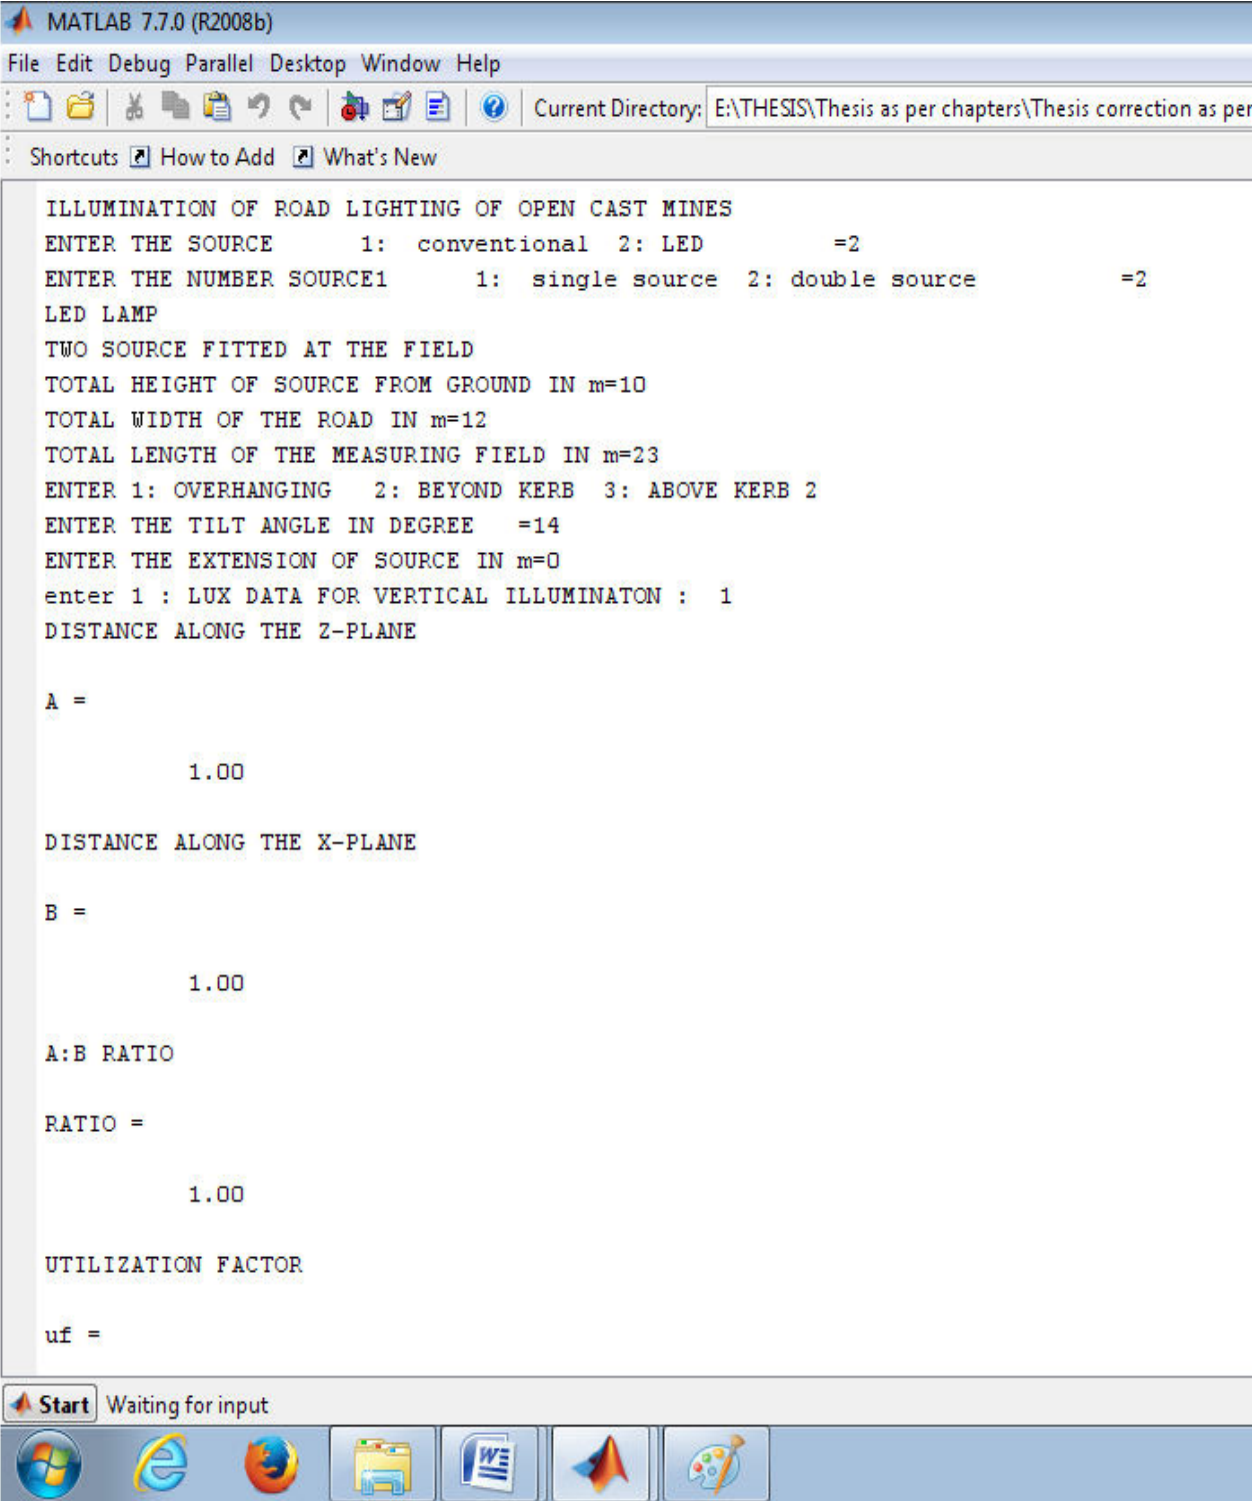 MATLAB 7.7.0 (R2008b)
File Edit Debug Parallel Desktop Window Help
Current Directory: E:\THESIS\Thesis as per chapters\Thesis correction as per
Shortcuts How to Add What's New
ILLUMINATION OF ROAD LIGHTING OF OPEN CAST MINES
ENTER THE SOURCE 1: conventional 2: LED =2
ENTER THE NUMBER SOURCE1 1: single source 2: double source =2
LED LAMP
TWO SOURCE FITTED AT THE FIELD
TOTAL HEIGHT OF SOURCE FROM GROUND IN m=10
TOTAL WIDTH OF THE ROAD IN m=12
TOTAL LENGTH OF THE MEASURING FIELD IN m=23
ENTER 1: OVERHANGING 2: BEYOND KERB 3: ABOVE KERB 2
ENTER THE TILT ANGLE IN DEGREE =14
ENTER THE EXTENSION OF SOURCE IN m=0
enter 1 : LUX DATA FOR VERTICAL ILLUMINATON : 1
DISTANCE ALONG THE Z-PLANE
A =
1.00
DISTANCE ALONG THE X-PLANE
B =
1.00
A:B RATIO
RATIO =
1.00
UTILIZATION FACTOR
uf =
Start Waiting for input